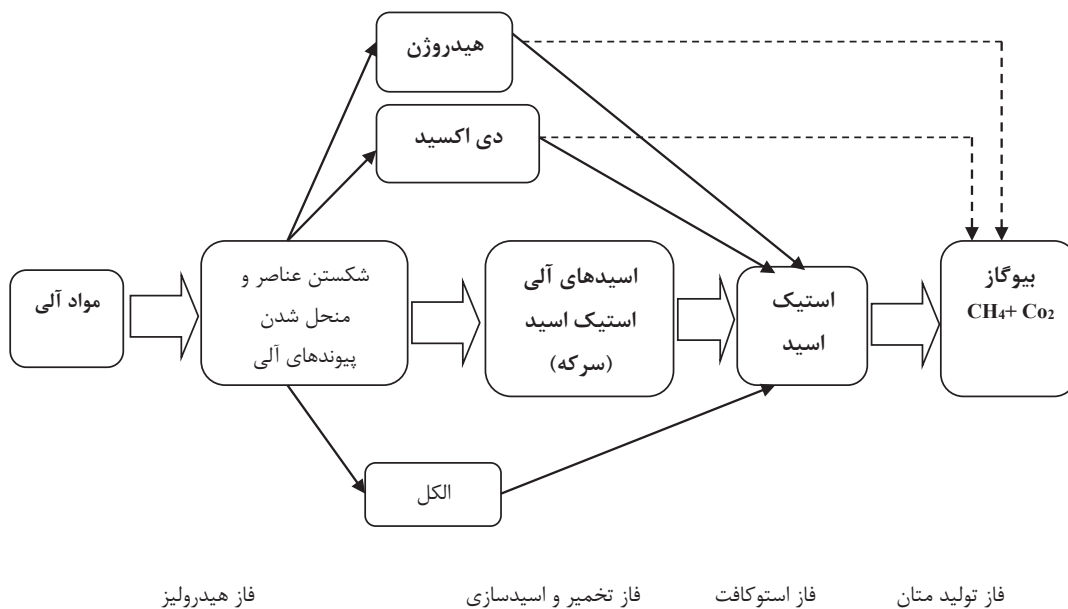 هیدروژن
دی اکسید
مواد آلی
شکستن عناصر و
منحل شدن
پیوندهای آلی
اسیدهای آلی
استیک اسید
(سرکه)
استیک
اسید
بیوگاز
CH₄+ Co₂
الکل
فاز هیدرولیز
فاز تخمیر و اسیدسازی
فاز استوکافت
فاز تولید متان